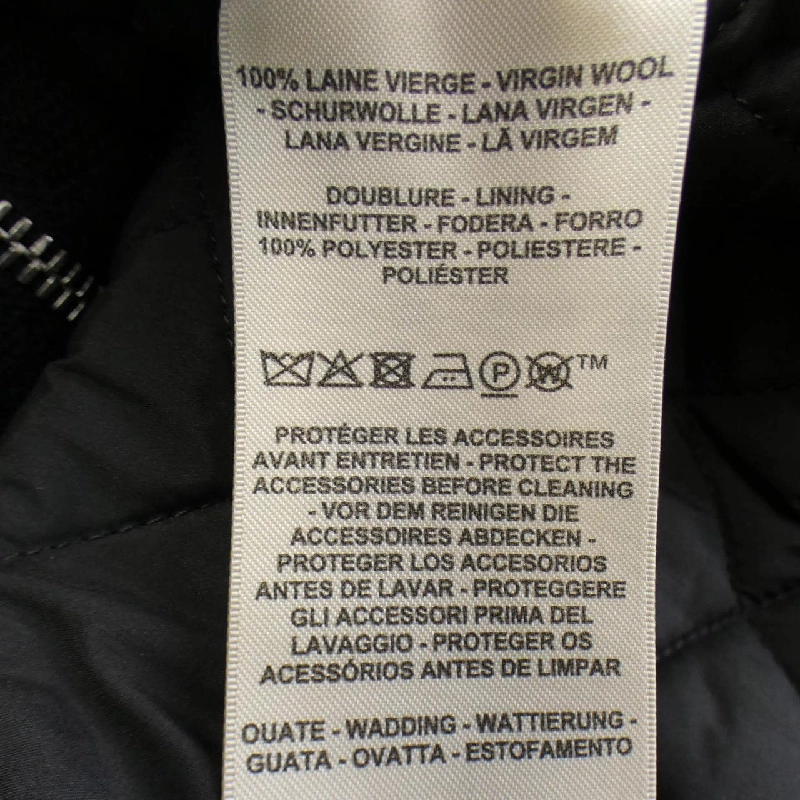 100% LAINE VIERGE - VIRGIN WOOL
- SCHURWOLLE - LANA VIRGEN -
LANA VERGINE - LÃ VIRGEM
DOUBLURE - LINING -
INNENFUTTER - FODERA - FORRO
100% POLYESTER - POLIESTERE -
POLIÉSTER
P W TM
PROTÉGER LES ACCESSOIRES
AVANT ENTRETIEN - PROTECT THE
ACCESSORIES BEFORE CLEANING
- VOR DEM REINIGEN DIE
ACCESSOIRES ABDECKEN -
PROTEGER LOS ACCESORIOS
ANTES DE LAVAR - PROTEGGERE
GLI ACCESSORI PRIMA DEL
LAVAGGIO - PROTEGER OS
ACESSÓRIOS ANTES DE LIMPAR
OUATE - WADDING - WATTIERUNG -
GUATA - OVATTA - ESTOFAMENTO